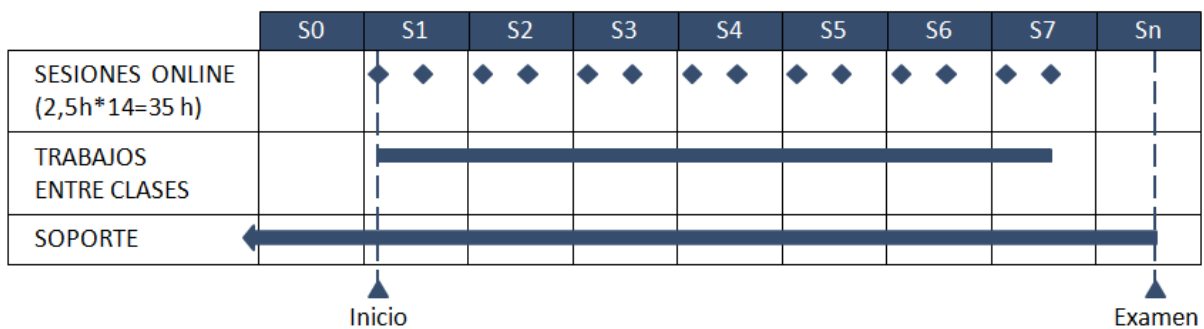 S0 S1 S2 S3 S4 S5 S6 S7 Sn
SESIONES ONLINE
(2,5h*14=35 h)
TRABAJOS
ENTRE CLASES
SOPORTE
Inicio Examen